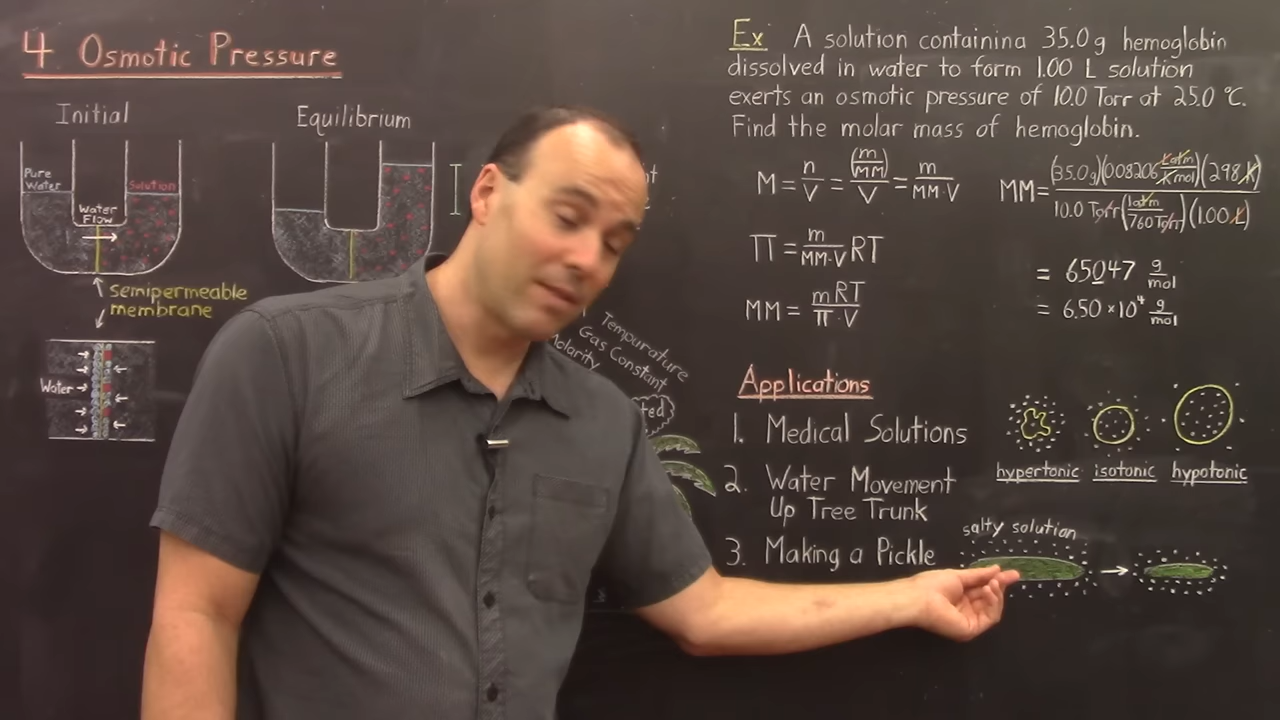 4. Osmotic Pressure
Initial
Equilibrium
Pure
Water
Solution
Water
Flow
semipermeable
membrane
Water
Tempurature
Gas Constant
Molarity
Ex A solution containina 35.0 g hemoglobin
dissolved in water to form 1.00 L solution
exerts an osmotic pressure of 10.0 Torr at 25.0 °C.
Find the molar mass of hemoglobin.
M = n/V = (m/MM)/V = m/MM·V
π = m/MM·V RT
MM = mRT/π·V
MM = (35.0 g)(0.08206 L atm/K mol)(298 K)/10.0 Torr(1 atm/760 Torr)(1.00 L)
= 65047 g/mol
= 6.50 × 10⁴ g/mol
Applications
1. Medical Solutions
hypertonic isotonic hypotonic
2. Water Movement
Up Tree Trunk
salty solution
3. Making a Pickle